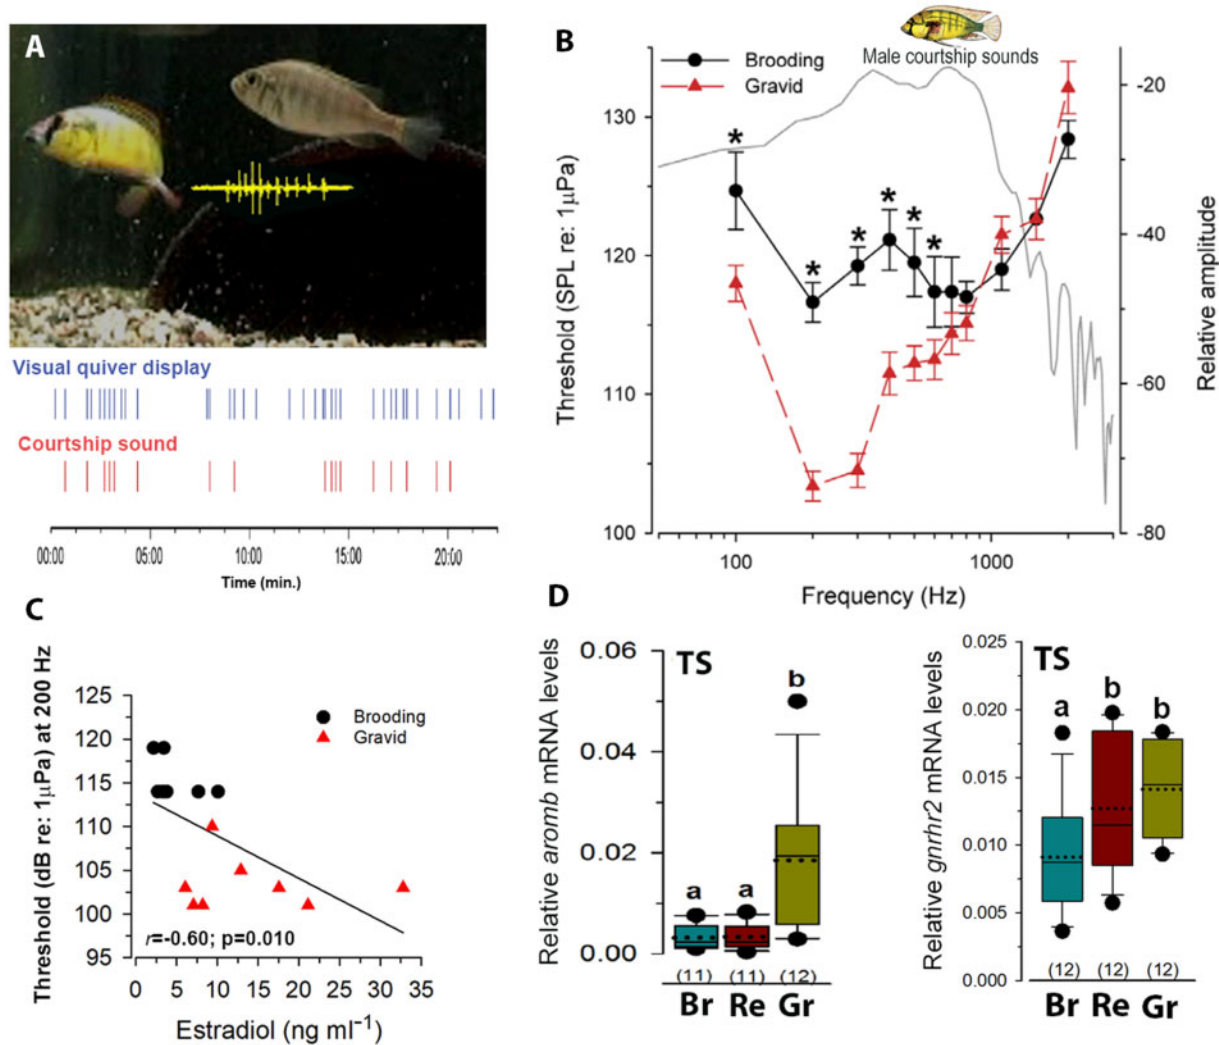 A
Visual quiver display
Courtship sound
00:00 05:00 10:00 15:00 20:00
Time (min.)
B
Male courtship sounds
Brooding
Gravid
Threshold (SPL re: 1μPa)
135
130
125
120
115
110
105
100
* * * * * *
Relative amplitude
-20
-40
-60
-80
100 1000
Frequency (Hz)
C
Threshold (dB re: 1μPa) at 200 Hz
125
120
115
110
105
100
95
Brooding
Gravid
r=-0.60; p=0.010
0 5 10 15 20 25 30 35
Estradiol (ng ml⁻¹)
D
Relative aromb mRNA levels
0.06
0.04
0.02
0.00
TS
a a b
(11) (11) (12)
Br Re Gr
Relative gnrhr2 mRNA levels
0.025
0.020
0.015
0.010
0.005
0.000
TS
a b b
(12) (12) (12)
Br Re Gr